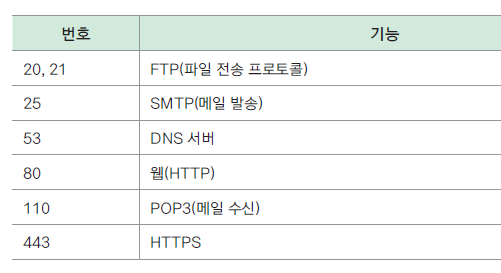 번호 기능
20, 21 FTP(파일 전송 프로토콜)
25 SMTP(메일 발송)
53 DNS 서버
80 웹(HTTP)
110 POP3(메일 수신)
443 HTTPS